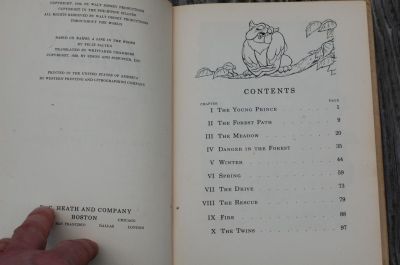 COPYRIGHT BY WALT DISNEY PRODUCTIONS
COPYRIGHT IN THE PHILIPPINE ISLANDS
ALL RIGHTS RESERVED BY WALT DISNEY PRODUCTIONS
THROUGHOUT THE WORLD
BASED ON BAMBI, A LIFE IN THE WOODS
BY FELIX SALTEN
TRANSLATED BY WHITTAKER CHAMBERS
COPYRIGHT, BY SIMON AND SCHUSTER, INC.
PRINTED IN THE UNITED STATES OF AMERICA
BY WESTERN PRINTING AND LITHOGRAPHING COMPANY
C. HEATH AND COMPANY
BOSTON CHICAGO
SAN FRANCISCO DALLAS LONDON
CONTENTS
CHAPTER PAGE
I THE YOUNG PRINCE 1
II THE FOREST PATH 9
III THE MEADOW 20
IV DANGER IN THE FOREST 35
V WINTER 44
VI SPRING 59
VII THE DRIVE 73
VIII THE RESCUE 79
IX FIRE 88
X THE TWINS 97